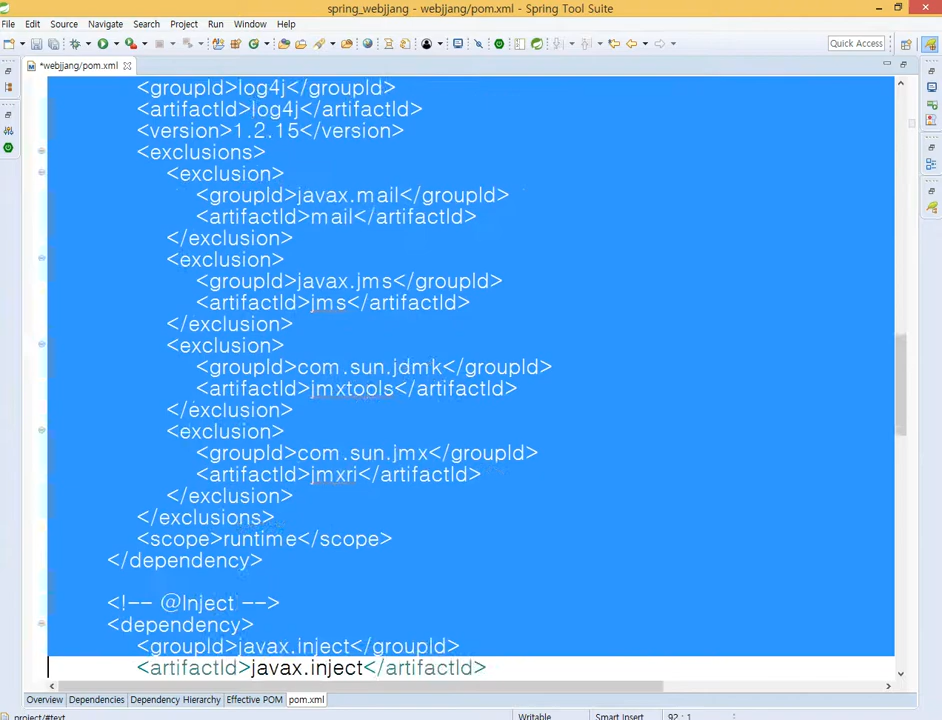 spring_webjjang - webjjang/pom.xml - Spring Tool Suite
File Edit Source Navigate Search Project Run Window Help
Quick Access
*webjjang/pom.xml
<groupId>log4j</groupId>
<artifactId>log4j</artifactId>
<version>1.2.15</version>
<exclusions>
<exclusion>
<groupId>javax.mail</groupId>
<artifactId>mail</artifactId>
</exclusion>
<exclusion>
<groupId>javax.jms</groupId>
<artifactId>jms</artifactId>
</exclusion>
<exclusion>
<groupId>com.sun.jdmk</groupId>
<artifactId>jmxtools</artifactId>
</exclusion>
<exclusion>
<groupId>com.sun.jmx</groupId>
<artifactId>jmxri</artifactId>
</exclusion>
</exclusions>
<scope>runtime</scope>
</dependency>
<!-- @Inject -->
<dependency>
<groupId>javax.inject</groupId>
<artifactId>javax.inject</artifactId>
Overview Dependencies Dependency Hierarchy Effective POM pom.xml
project/#text Writable Smart Insert 92 : 1